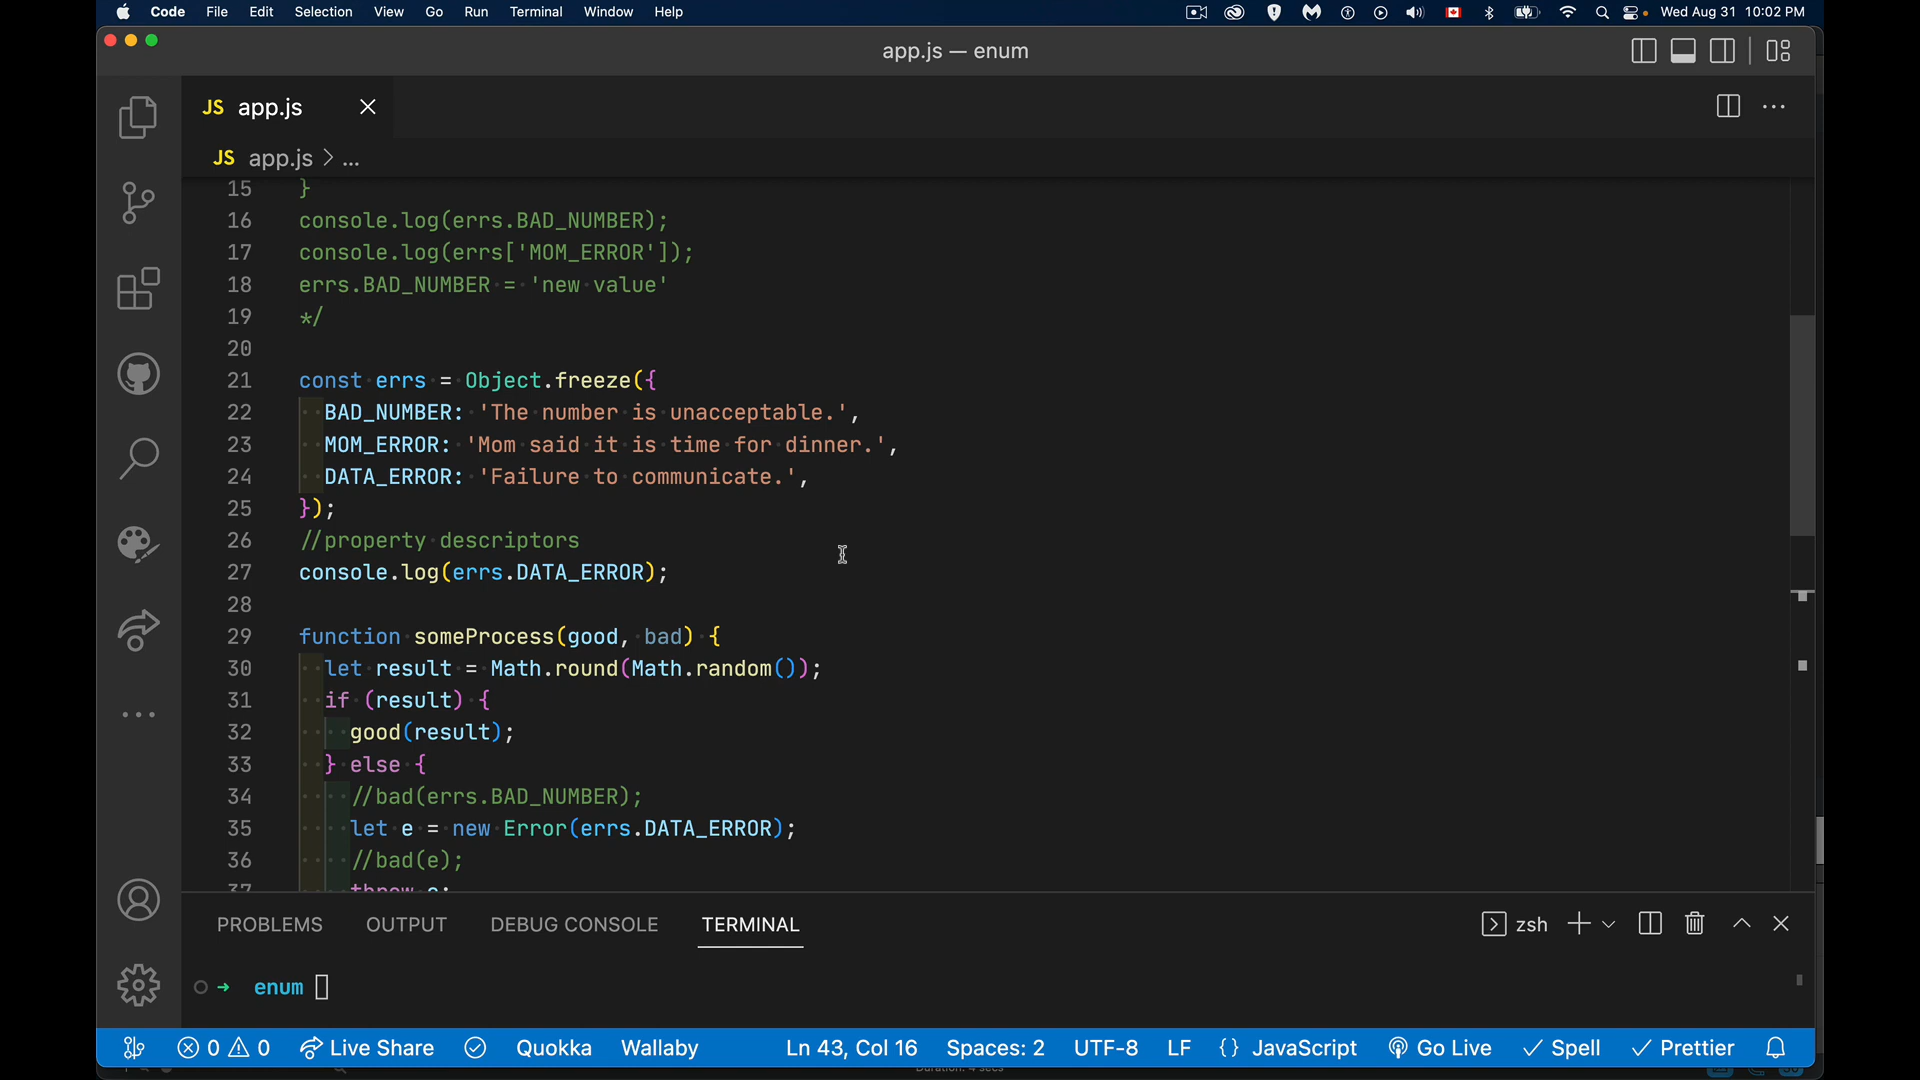 Code File Edit Selection View Go Run Terminal Window Help Wed Aug 31 10:02 PM
app.js — enum
JS app.js
JS app.js > ...
15 }
16 console.log(errs.BAD_NUMBER);
17 console.log(errs['MOM_ERROR']);
18 errs.BAD_NUMBER = 'new value'
19 */
20
21 const errs = Object.freeze({
22 BAD_NUMBER: 'The number is unacceptable.',
23 MOM_ERROR: 'Mom said it is time for dinner.',
24 DATA_ERROR: 'Failure to communicate.',
25 });
26 //property descriptors
27 console.log(errs.DATA_ERROR);
28
29 function someProcess(good, bad) {
30 let result = Math.round(Math.random());
31 if (result) {
32 good(result);
33 } else {
34 //bad(errs.BAD_NUMBER);
35 let e = new Error(errs.DATA_ERROR);
36 //bad(e);
37 throw e;
PROBLEMS OUTPUT DEBUG CONSOLE TERMINAL zsh
enum
0 0 Live Share Quokka Wallaby Ln 43, Col 16 Spaces: 2 UTF-8 LF {} JavaScript Go Live Spell Prettier